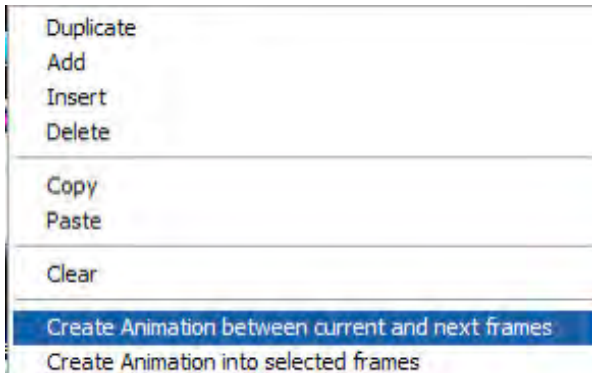 Duplicate
Add
Insert
Delete
Copy
Paste
Clear
Create Animation between current and next frames
Create Animation into selected frames